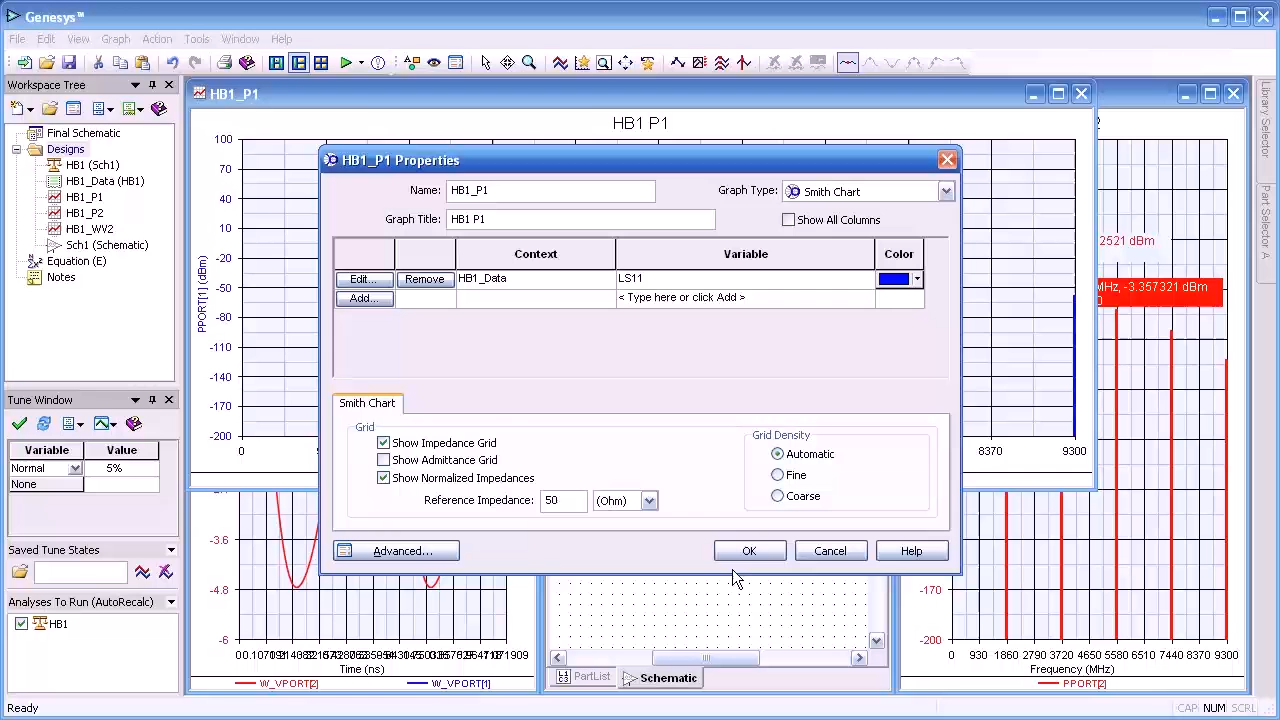 Genesys™
File Edit View Graph Action Tools Window Help
Workspace Tree
Final Schematic
Designs
HB1 (Sch1)
HB1_Data (HB1)
HB1_P1
HB1_P2
HB1_WV2
Sch1 (Schematic)
Equation (E)
Notes
Tune Window
Variable Value
Normal 5%
None
Saved Tune States
Analyses To Run (AutoRecalc)
HB1
HB1_P1
HB1 P1
100
70
40
10
-20
-50
-80
-110
-140
-170
-200
PPORT[1] (dBm)
0
8370 9300
HB1_P1 Properties
Name: HB1_P1
Graph Type: Smith Chart
Graph Title: HB1 P1
Show All Columns
Context Variable Color
Edit... Remove HB1_Data LS11
Add... < Type here or click Add >
Smith Chart
Grid
Show Impedance Grid
Show Admittance Grid
Show Normalized Impedances
Reference Impedance: 50 (Ohm)
Grid Density
Automatic
Fine
Coarse
Advanced... OK Cancel Help
2
2521 dBm
MHz, -3.357321 dBm
Library Selector
Part Selector A
-3.6
-4.8
-6
Time (ns)
W_VPORT[2] W_VPORT[1]
PartList Schematic
-170
-200
0 930 1860 2790 3720 4650 5580 6510 7440 8370 9300
Frequency (MHz)
PPORT[2]
Ready
CAP NUM SCRL